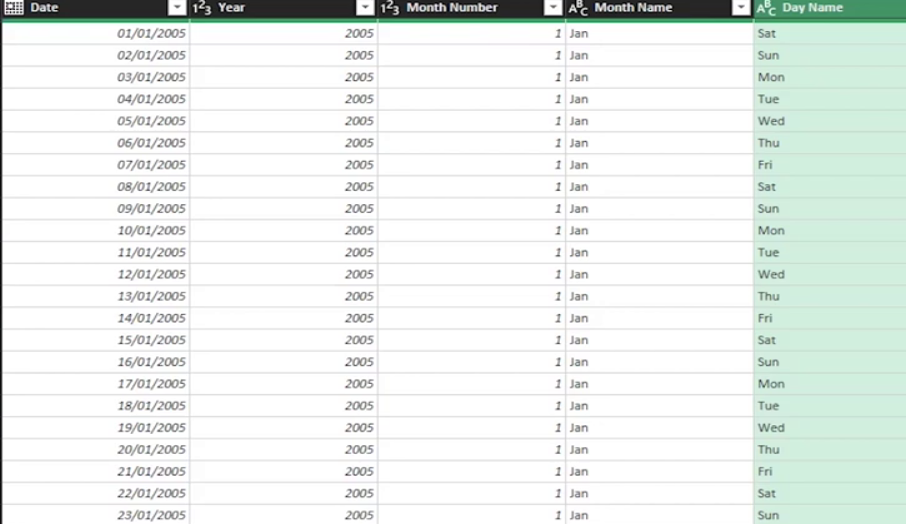 Date 1²3 Year 1²3 Month Number AᴮC Month Name AᴮC Day Name
01/01/2005 2005 1 Jan Sat
02/01/2005 2005 1 Jan Sun
03/01/2005 2005 1 Jan Mon
04/01/2005 2005 1 Jan Tue
05/01/2005 2005 1 Jan Wed
06/01/2005 2005 1 Jan Thu
07/01/2005 2005 1 Jan Fri
08/01/2005 2005 1 Jan Sat
09/01/2005 2005 1 Jan Sun
10/01/2005 2005 1 Jan Mon
11/01/2005 2005 1 Jan Tue
12/01/2005 2005 1 Jan Wed
13/01/2005 2005 1 Jan Thu
14/01/2005 2005 1 Jan Fri
15/01/2005 2005 1 Jan Sat
16/01/2005 2005 1 Jan Sun
17/01/2005 2005 1 Jan Mon
18/01/2005 2005 1 Jan Tue
19/01/2005 2005 1 Jan Wed
20/01/2005 2005 1 Jan Thu
21/01/2005 2005 1 Jan Fri
22/01/2005 2005 1 Jan Sat
23/01/2005 2005 1 Jan Sun